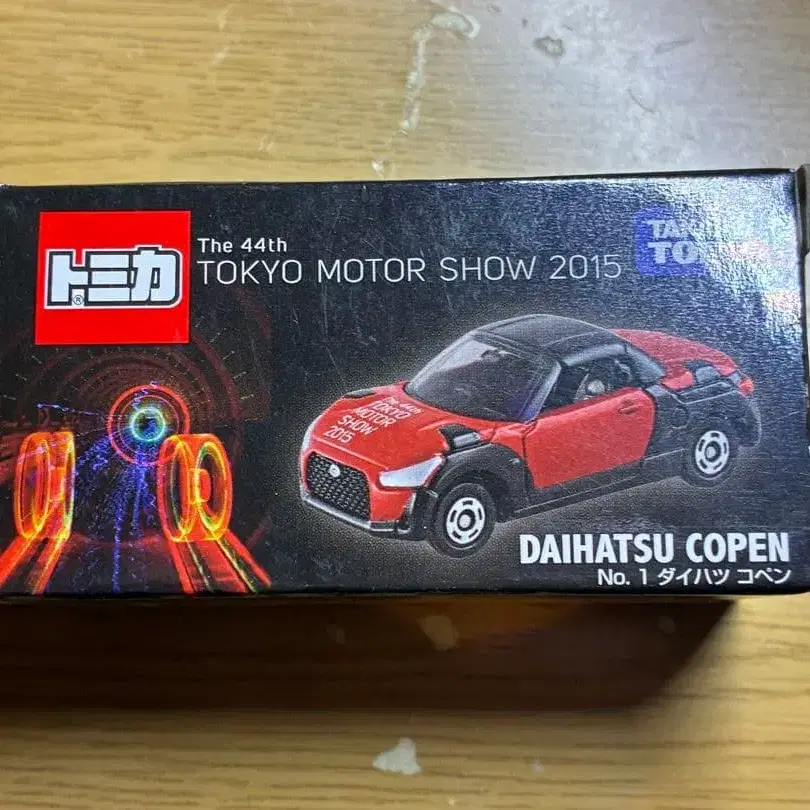 トミカ
®
The 44th
TOKYO MOTOR SHOW 2015
The 44th
TOKYO
MOTOR
SHOW
2015
DAIHATSU COPEN
No. 1 ダイハツ コペン